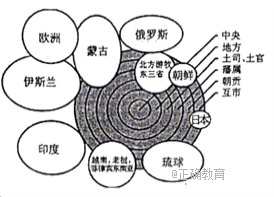 欧洲
蒙古
俄罗斯
中央
地方
土司、土官
藩属
朝贡
互市
北方游牧
东三省
朝鲜
伊斯兰
日本
印度
越南,老挝,
菲律宾东南亚
琉球
@正确教育